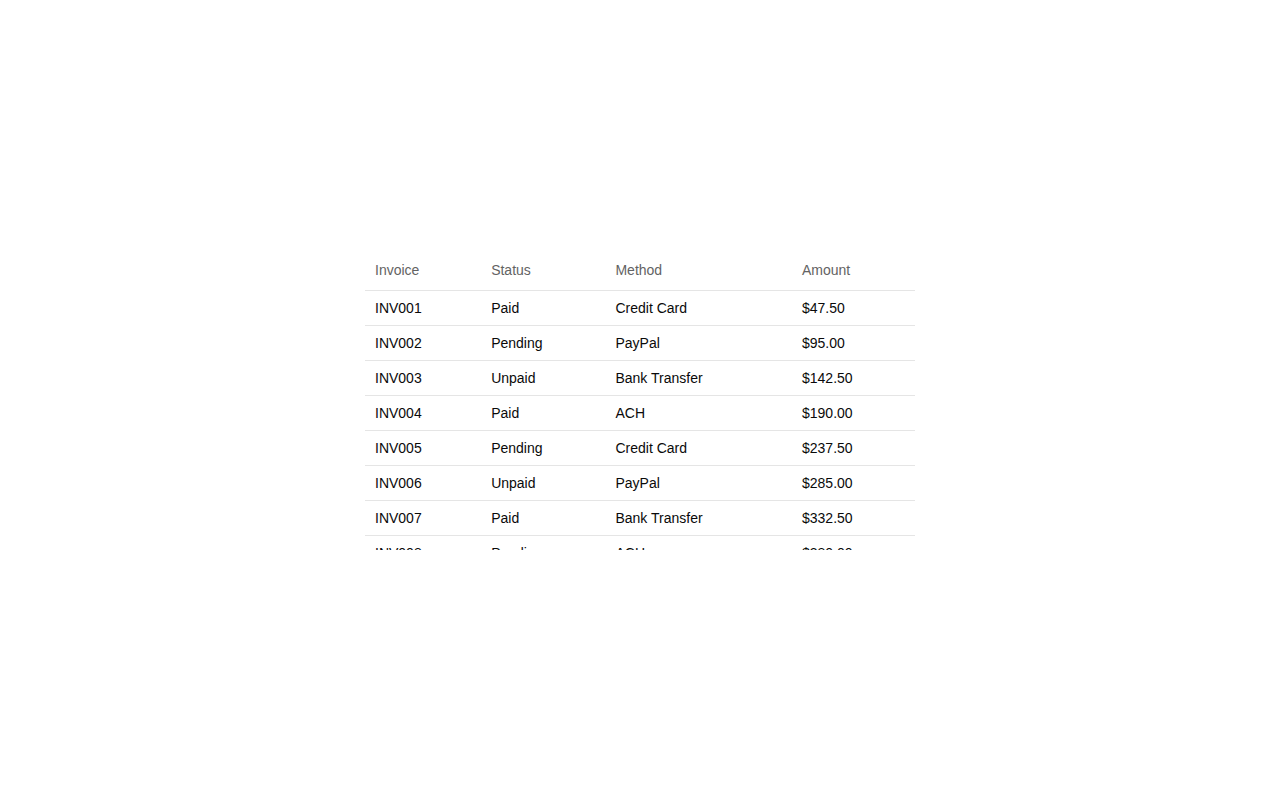 Invoice Status Method Amount
INV001 Paid Credit Card $47.50
INV002 Pending PayPal $95.00
INV003 Unpaid Bank Transfer $142.50
INV004 Paid ACH $190.00
INV005 Pending Credit Card $237.50
INV006 Unpaid PayPal $285.00
INV007 Paid Bank Transfer $332.50